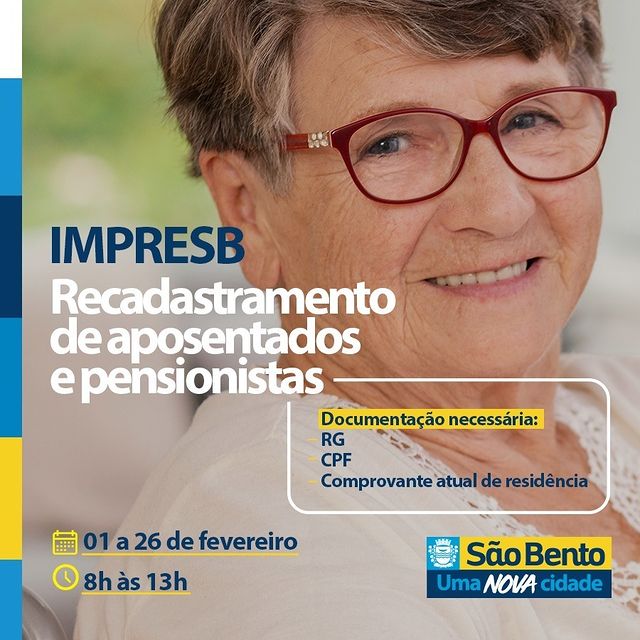 IMPRESB
Recadastramento
de aposentados
e pensionistas
Documentação necessária:
- RG
- CPF
- Comprovante atual de residência
01 a 26 de fevereiro
8h às 13h
São Bento
Uma NOVA cidade